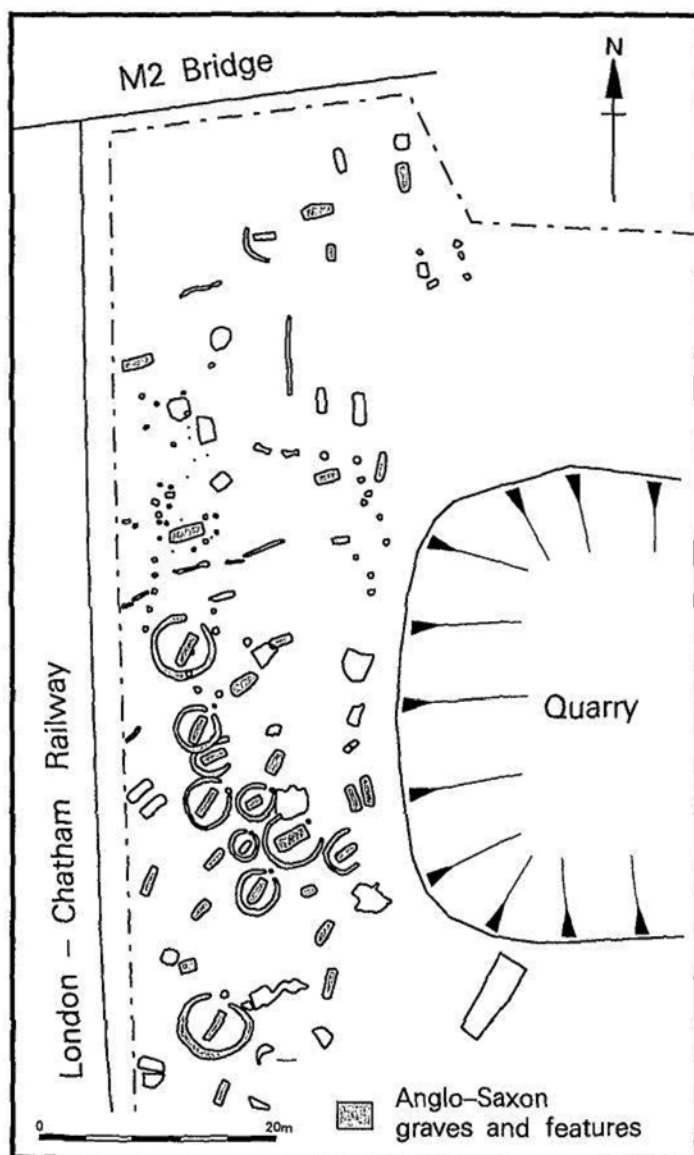 M2 Bridge
N
London – Chatham Railway
Quarry
Anglo–Saxon
graves and features
0
20m